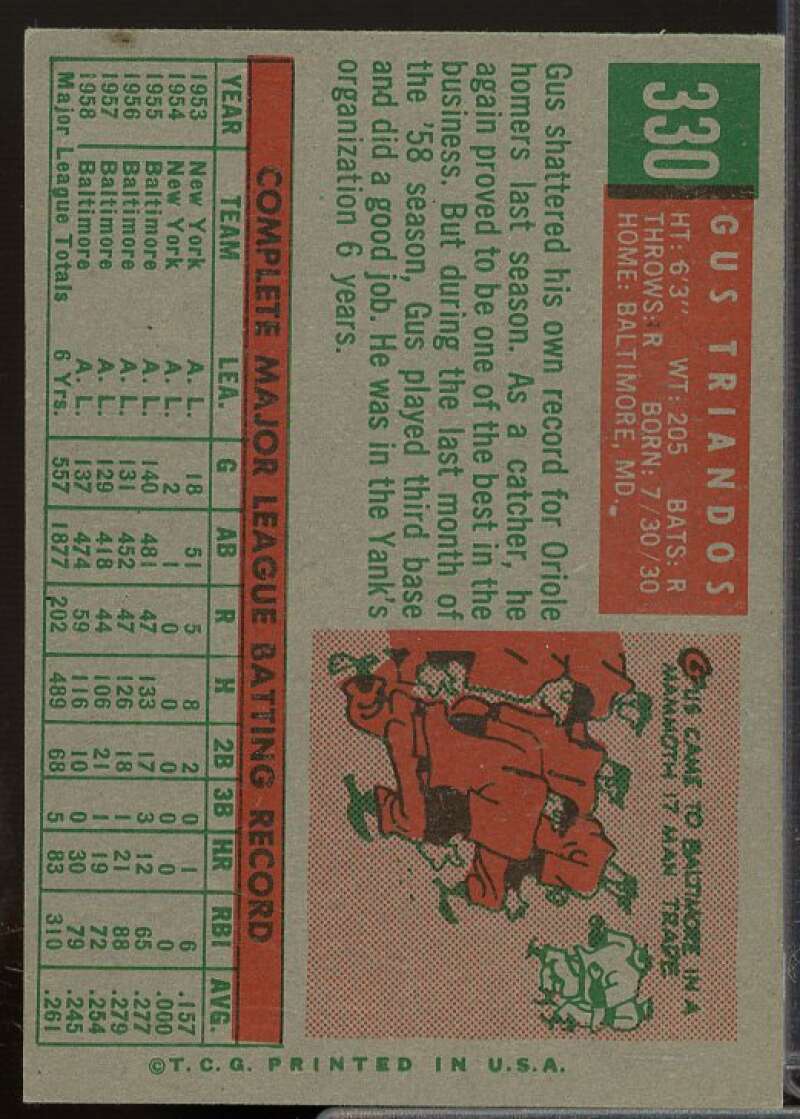 330
GUS TRIANDOS
HT: 6'3" WT: 205 BATS: R
THROWS: R BORN: 7/30/30
HOME: BALTIMORE, MD.
Gus shattered his own record for Oriole
homers last season. As a catcher, he
again proved to be one of the best in the
business. But during the last month of
the '58 season, Gus played third base
and did a good job. He was in the Yank's
organization 6 years.
GUS CAME TO BALTIMORE IN A
MAMMOTH 17 MAN TRADE
COMPLETE MAJOR LEAGUE BATTING RECORD
YEAR TEAM LEA. G AB R H 2B 3B HR RBI AVG.
1953 New York A. L. 18 51 5 8 2 0 1 6 .157
1954 New York A. L. 2 1 0 0 0 0 0 0 .000
1955 Baltimore A. L. 140 481 47 133 17 3 12 65 .277
1956 Baltimore A. L. 131 452 47 126 18 1 21 88 .279
1957 Baltimore A. L. 129 418 44 106 21 1 19 72 .254
1958 Baltimore A. L. 137 474 59 116 10 0 30 79 .245
Major League Totals 6 Yrs. 557 1877 202 489 68 5 83 310 .261
©T. C. G. PRINTED IN U.S.A.